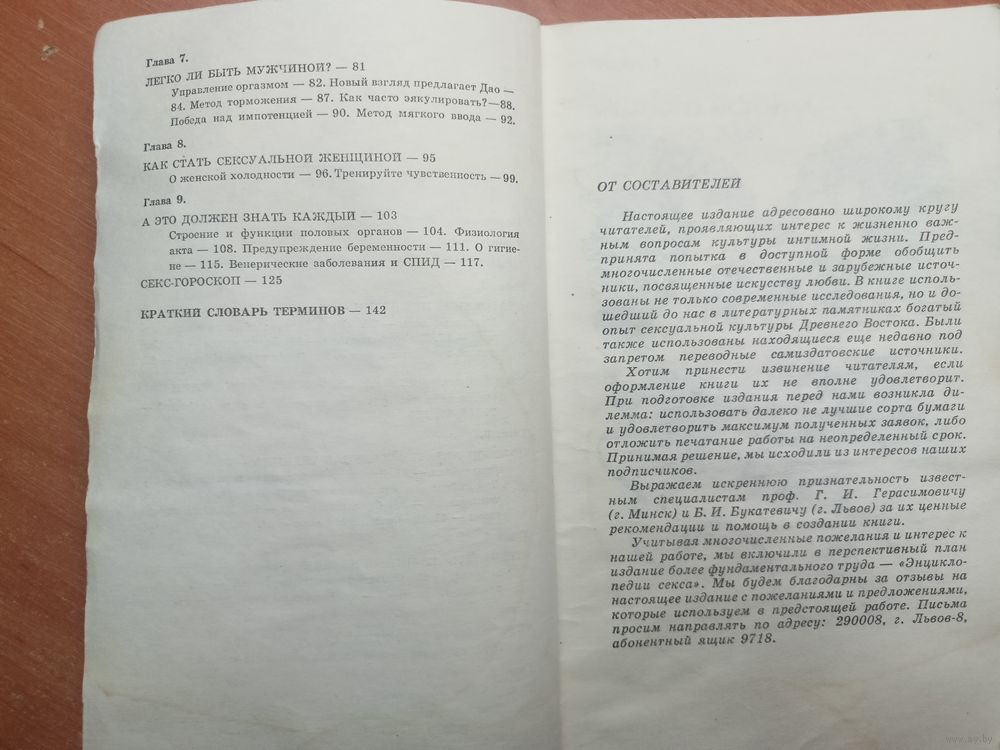 Глава 7.
ЛЕГКО ЛИ БЫТЬ МУЖЧИНОЙ? — 81
Управление оргазмом — 82. Новый взгляд предлагает Дао —
84. Метод торможения — 87. Как часто эякулировать?—88.
Победа над импотенцией — 90. Метод мягкого ввода — 92.
Глава 8.
КАК СТАТЬ СЕКСУАЛЬНОЙ ЖЕНЩИНОЙ — 95
О женской холодности — 96. Тренируйте чувственность —99.
Глава 9.
А ЭТО ДОЛЖЕН ЗНАТЬ КАЖДЫЙ — 103
Строение и функции половых органов — 104. Физиология
акта — 108. Предупреждение беременности — 111. О гигие-
не — 115. Венерические заболевания и СПИД — 117.
СЕКС-ГОРОСКОП — 125
КРАТКИЙ СЛОВАРЬ ТЕРМИНОВ — 142
ОТ СОСТАВИТЕЛЕЙ
Настоящее издание адресовано широкому кругу
читателей, проявляющих интерес к жизненно важ-
ным вопросам культуры интимной жизни. Пред-
принята попытка в доступной форме обобщить
многочисленные отечественные и зарубежные источ-
ники, посвященные искусству любви. В книге исполь-
зованы не только современные исследования, но и до-
шедший до нас в литературных памятниках богатый
опыт сексуальной культуры Древнего Востока. Были
также использованы находящиеся еще недавно под
запретом переводные самиздатовские источники.
Хотим принести извинение читателям, если
оформление книги их не вполне удовлетворит.
При подготовке издания перед нами возникла ди-
лемма: использовать далеко не лучшие сорта бумаги
и удовлетворить максимум полученных заявок, либо
отложить печатание работы на неопределенный срок.
Принимая решение, мы исходили из интересов наших
подписчиков.
Выражаем искреннюю признательность извест-
ным специалистам проф. Г. И. Герасимовичу
(г. Минск) и Б. И. Букатевичу (г. Львов) за их ценные
рекомендации и помощь в создании книги.
Учитывая многочисленные пожелания и интерес к
нашей работе, мы включили в перспективный план
издание более фундаментального труда — «Энцикло-
педии секса». Мы будем благодарны за отзывы на
настоящее издание с пожеланиями и предложениями,
которые используем в предстоящей работе. Письма
просим направлять по адресу: 290008, г. Львов-8,
абонентный ящик 9718.
www.ay.by